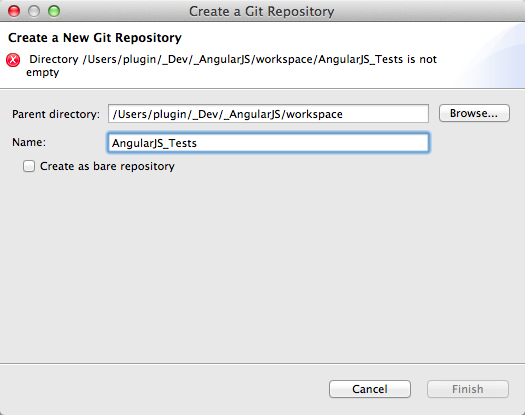 Create a Git Repository
Create a New Git Repository
Directory /Users/plugin/_Dev/_AngularJS/workspace/AngularJS_Tests is not
empty
Parent directory: /Users/plugin/_Dev/_AngularJS/workspace Browse...
Name: AngularJS_Tests
Create as bare repository
Cancel Finish